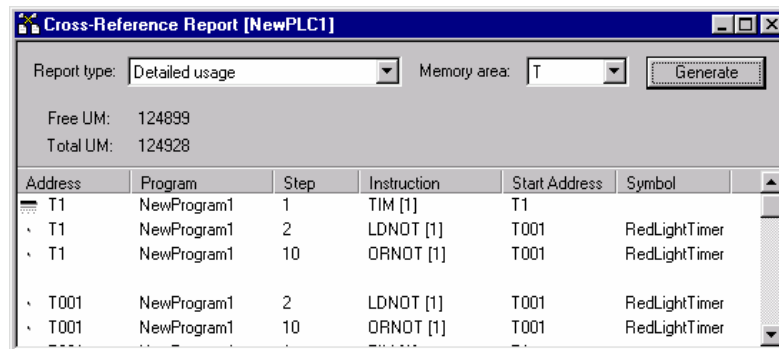 Cross-Reference Report [NewPLC1]
Report type: Detailed usage Memory area: T Generate
Free UM: 124899
Total UM: 124928
Address Program Step Instruction Start Address Symbol
T1 NewProgram1 1 TIM [1] T1
T1 NewProgram1 2 LDNOT [1] T001 RedLightTimer
T1 NewProgram1 10 ORNOT [1] T001 RedLightTimer
T001 NewProgram1 2 LDNOT [1] T001 RedLightTimer
T001 NewProgram1 10 ORNOT [1] T001 RedLightTimer